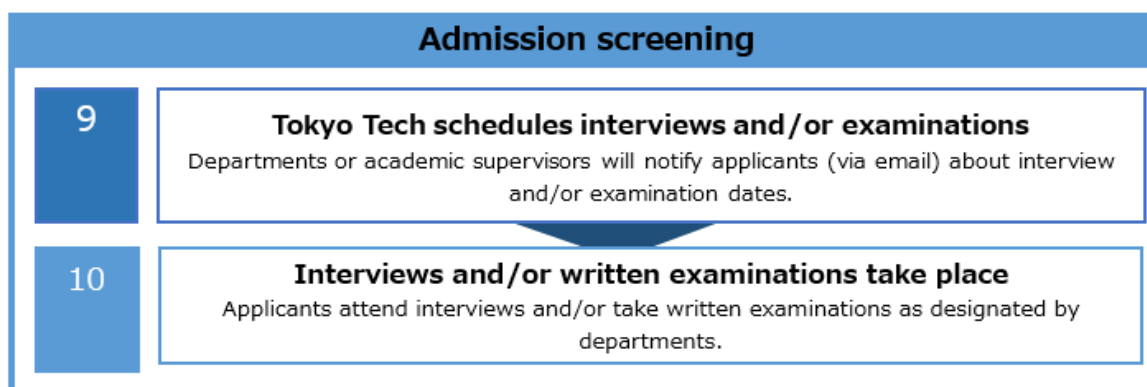 Admission screening
9
Tokyo Tech schedules interviews and/or examinations
Departments or academic supervisors will notify applicants (via email) about interview
and/or examination dates.
10
Interviews and/or written examinations take place
Applicants attend interviews and/or take written examinations as designated by
departments.